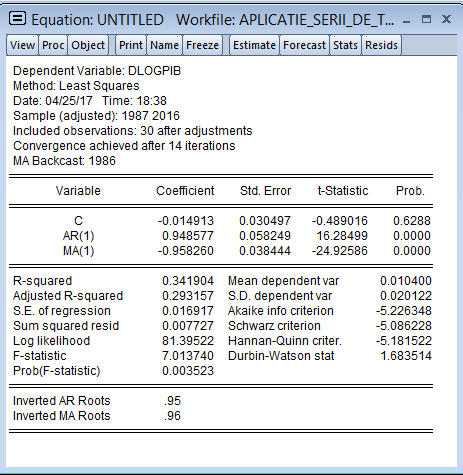 Equation: UNTITLED Workfile: APLICATIE_SERII_DE_T...
View Proc Object Print Name Freeze Estimate Forecast Stats Resids
Dependent Variable: DLOGPIB
Method: Least Squares
Date: 04/25/17 Time: 18:38
Sample (adjusted): 1987 2016
Included observations: 30 after adjustments
Convergence achieved after 14 iterations
MA Backcast: 1986
Variable Coefficient Std. Error t-Statistic Prob.
C -0.014913 0.030497 -0.489016 0.6288
AR(1) 0.948577 0.058249 16.28499 0.0000
MA(1) -0.958260 0.038444 -24.92586 0.0000
R-squared 0.341904 Mean dependent var 0.010400
Adjusted R-squared 0.293157 S.D. dependent var 0.020122
S.E. of regression 0.016917 Akaike info criterion -5.226348
Sum squared resid 0.007727 Schwarz criterion -5.086228
Log likelihood 81.39522 Hannan-Quinn criter. -5.181522
F-statistic 7.013740 Durbin-Watson stat 1.683514
Prob(F-statistic) 0.003523
Inverted AR Roots .95
Inverted MA Roots .96